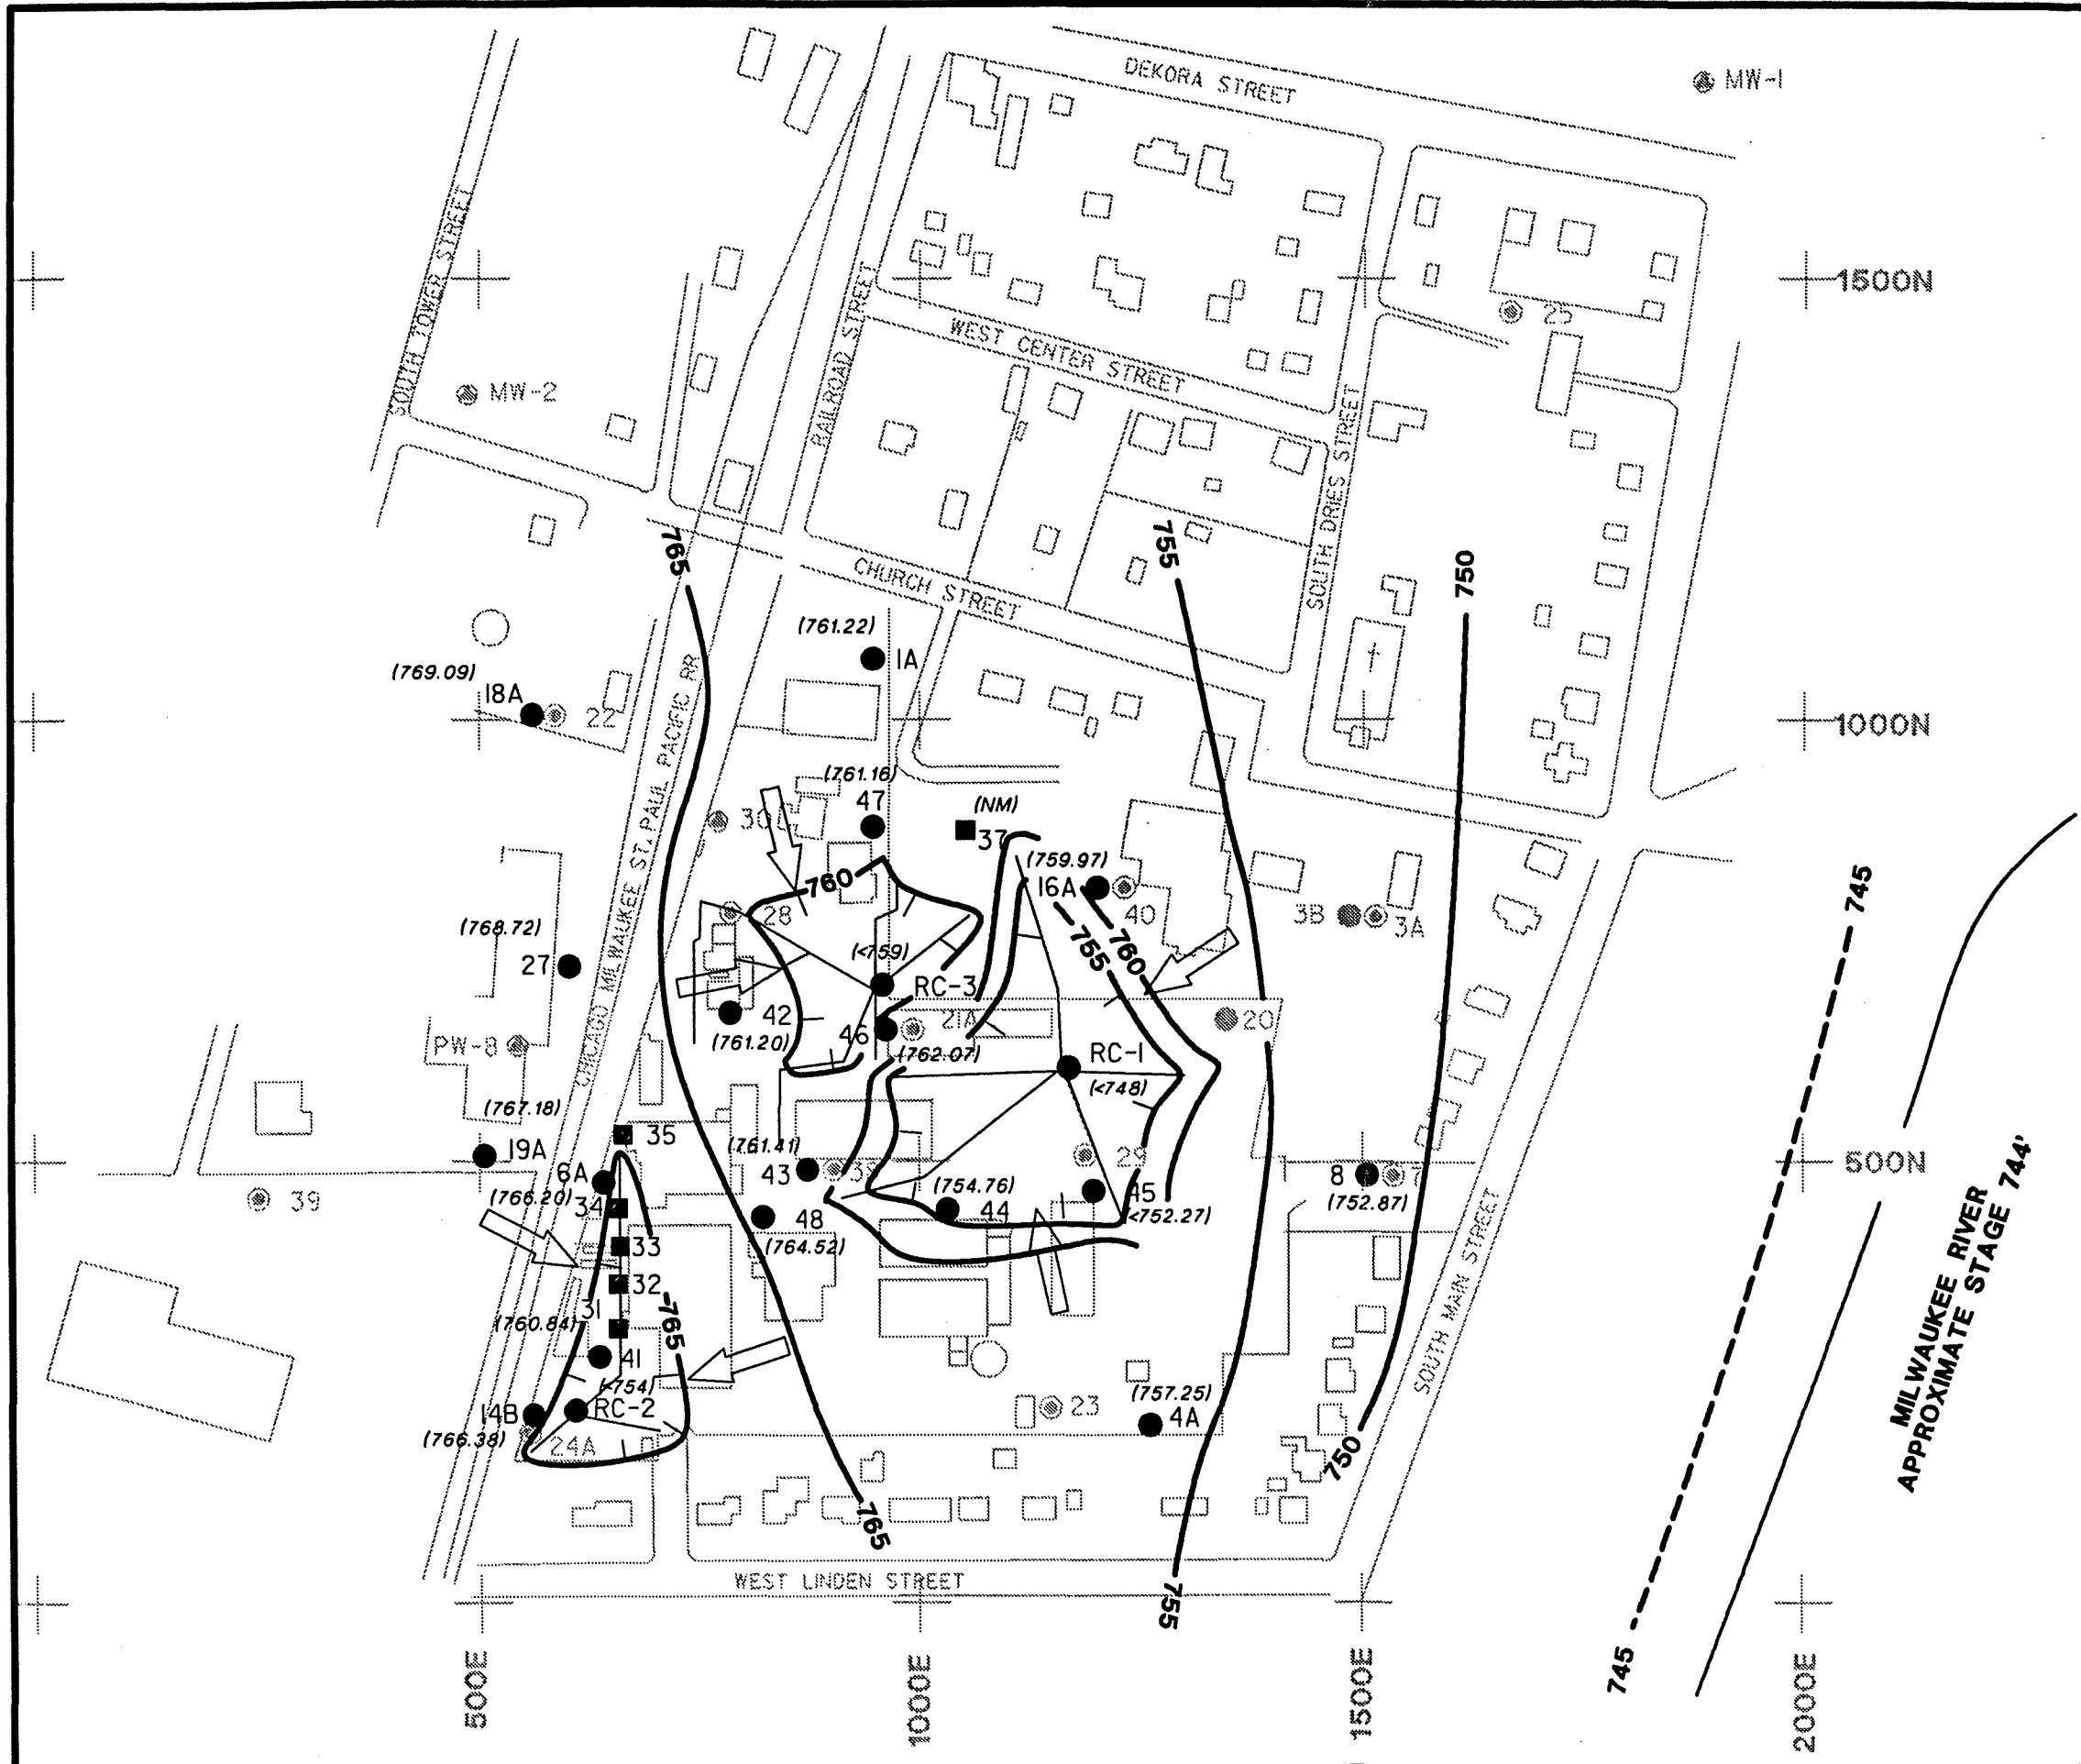 DEKORA STREET
MW-1
SOUTH TOWER STREET
1500N
25
RAILROAD STREET
WEST CENTER STREET
MW-2
SOUTH DRIES STREET
765
755
750
CHURCH STREET
(761.22)
1A
(769.09)
18A
22
CHICAGO MILWAUKEE ST. PAUL PACIFIC RR
1000N
(761.16)
47
30
(NM)
37
(759.97)
16A
40
760
28
3B
3A
745
(768.72)
27
(<759)
RC-3
755
760
42
(761.20)
46
21A
20
(762.07)
PW-8
RC-1
(<748)
(767.18)
19A
35
(761.41)
43
38
29
500N
6A
(766.20)
34
48
(764.52)
(754.76)
44
45
(<752.27)
8
7
(752.87)
39
33
32
31
(760.84)
765
41
(<754)
RC-2
14B
(766.38)
24A
23
(757.25)
4A
SOUTH MAIN STREET
750
MILWAUKEE RIVER
APPROXIMATE STAGE 744'
765
WEST LINDEN STREET
755
745
500E
1000E
1500E
2000E